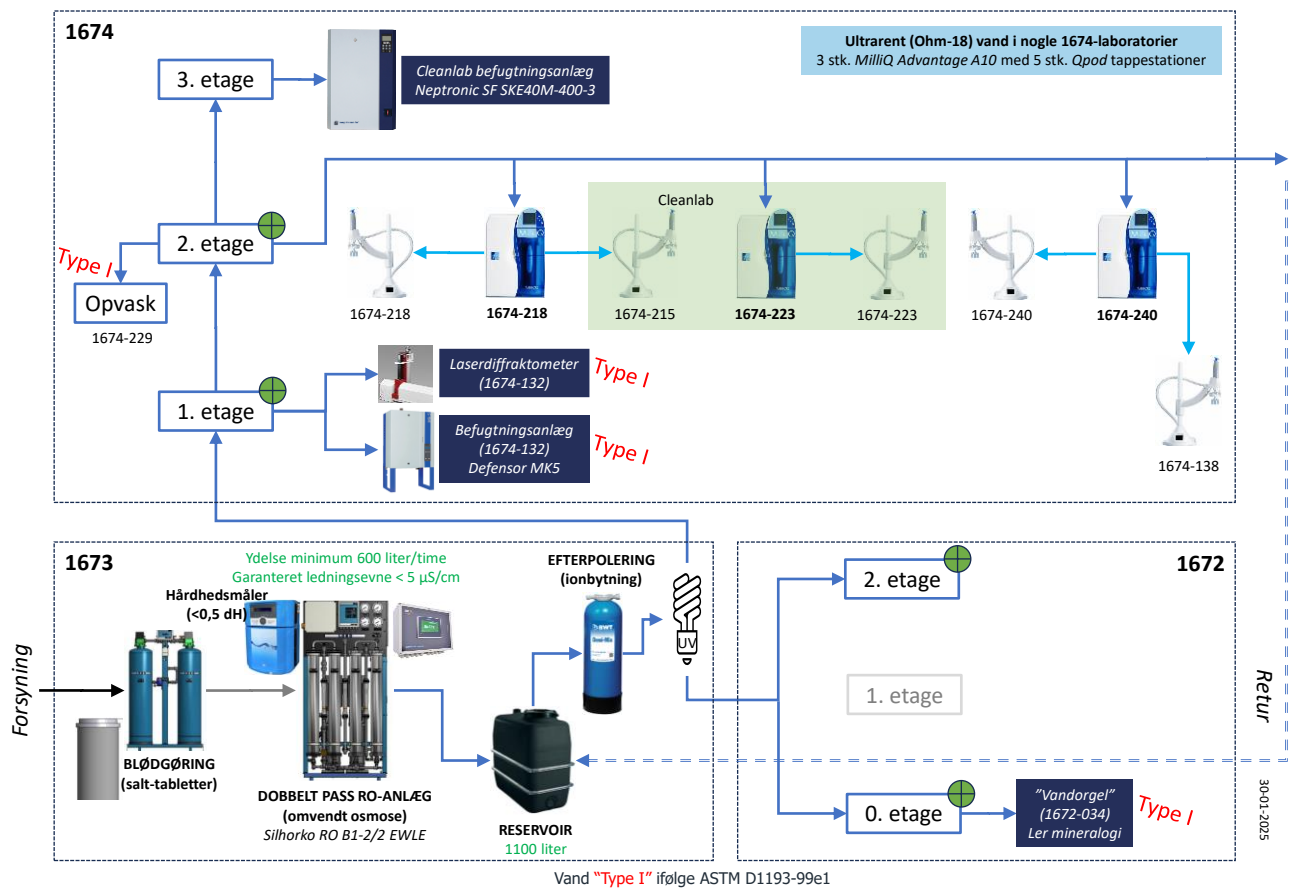 1674
3. etage
Cleanlab befugtningsanlæg
Neptronic SF SKE40M-400-3
Ultrarent (Ohm-18) vand i nogle 1674-laboratorier
3 stk. MilliQ Advantage A10 med 5 stk. Qpod tappestationer
Cleanlab
2. etage
Type I
Opvask
1674-229
1674-218
1674-218
1674-215
1674-223
1674-223
1674-240
1674-240
1674-138
1. etage
Laserdiffraktometer
(1674-132)
Type I
Befugtningsanlæg
(1674-132)
Defensor MK5
Type I
1673
Ydelse minimum 600 liter/time
Garanteret ledningsevne < 5 µS/cm
Hårdhedsmåler
(<0,5 dH)
EFTERPOLERING
(ionbytning)
BWT
UV
Forsyning
BLØDGØRING
(salt-tabletter)
DOBBELT PASS RO-ANLÆG
(omvendt osmose)
Silhorko RO B1-2/2 EWLE
RESERVOIR
1100 liter
1672
2. etage
1. etage
0. etage
”Vandorgel”
(1672-034)
Ler mineralogi
Type I
Retur
30-01-2025
Vand “Type I” ifølge ASTM D1193-99e1